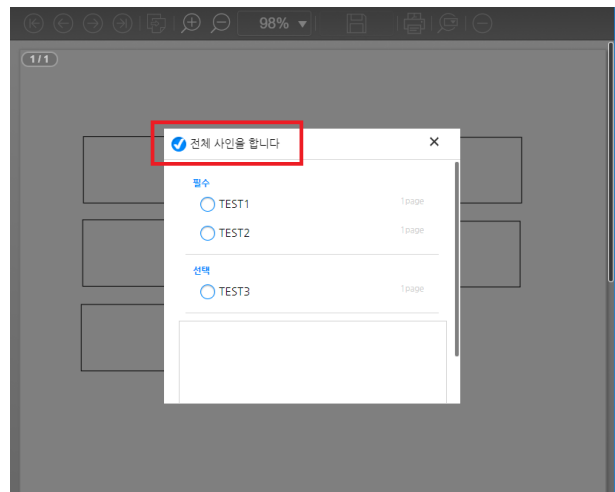 98%
1/1
전체 사인을 합니다
필수
TEST1 1page
TEST2 1page
선택
TEST3 1page